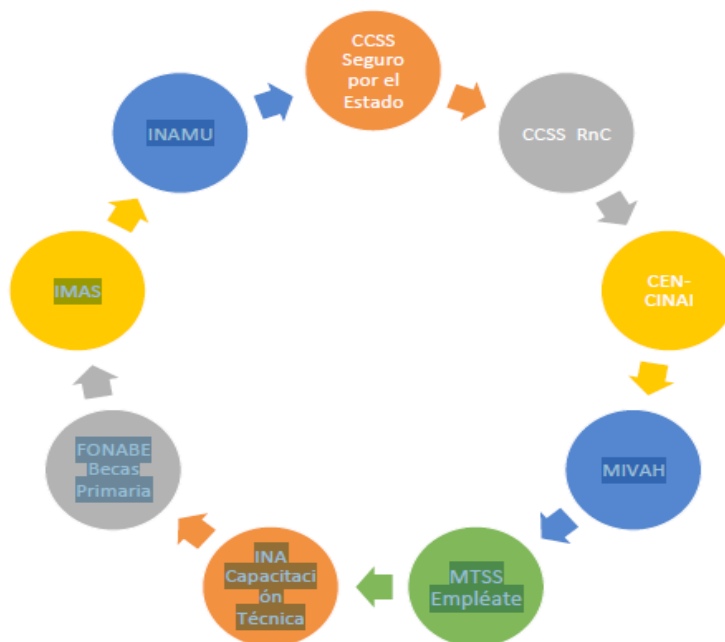 CCSS
Seguro
por el
Estado
CCSS RnC
CEN-
CINAI
MIVAH
MTSS
Empléate
INA
Capacitaci
ón
Técnica
FONABE
Becas
Primaria
IMAS
INAMU